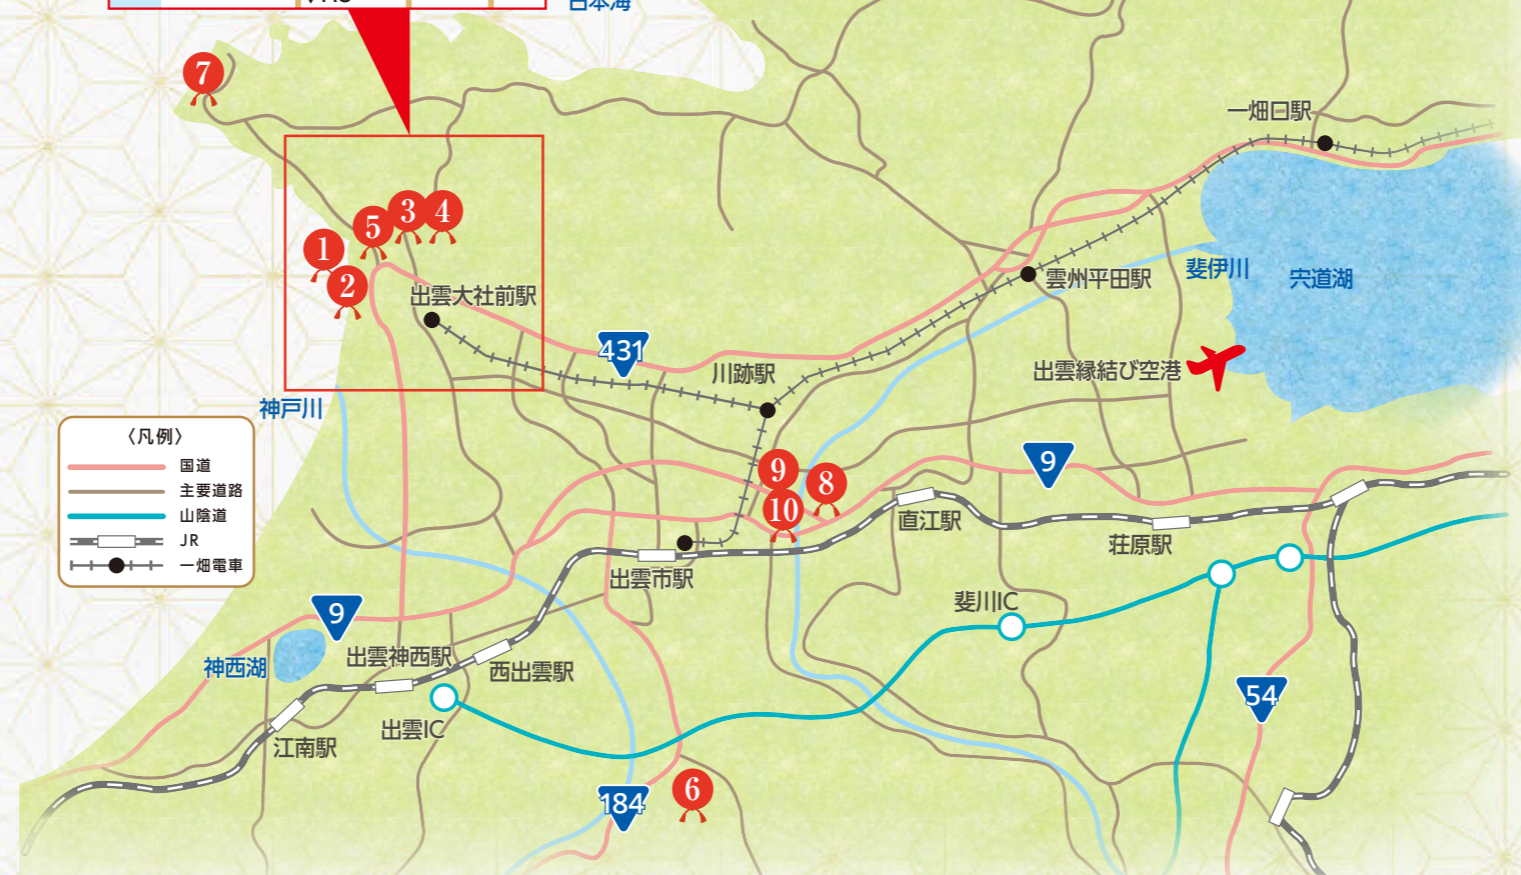 日本海
7
一畑口駅
5
3
4
1
2
出雲大社前駅
雲州平田駅
斐伊川
宍道湖
431
川跡駅
出雲縁結び空港
神戸川
〈凡例〉
国道
主要道路
山陰道
JR
一畑電車
9
8
10
9
直江駅
荘原駅
出雲市駅
斐川IC
9
神西湖
出雲神西駅
西出雲駅
54
出雲IC
江南駅
184
6